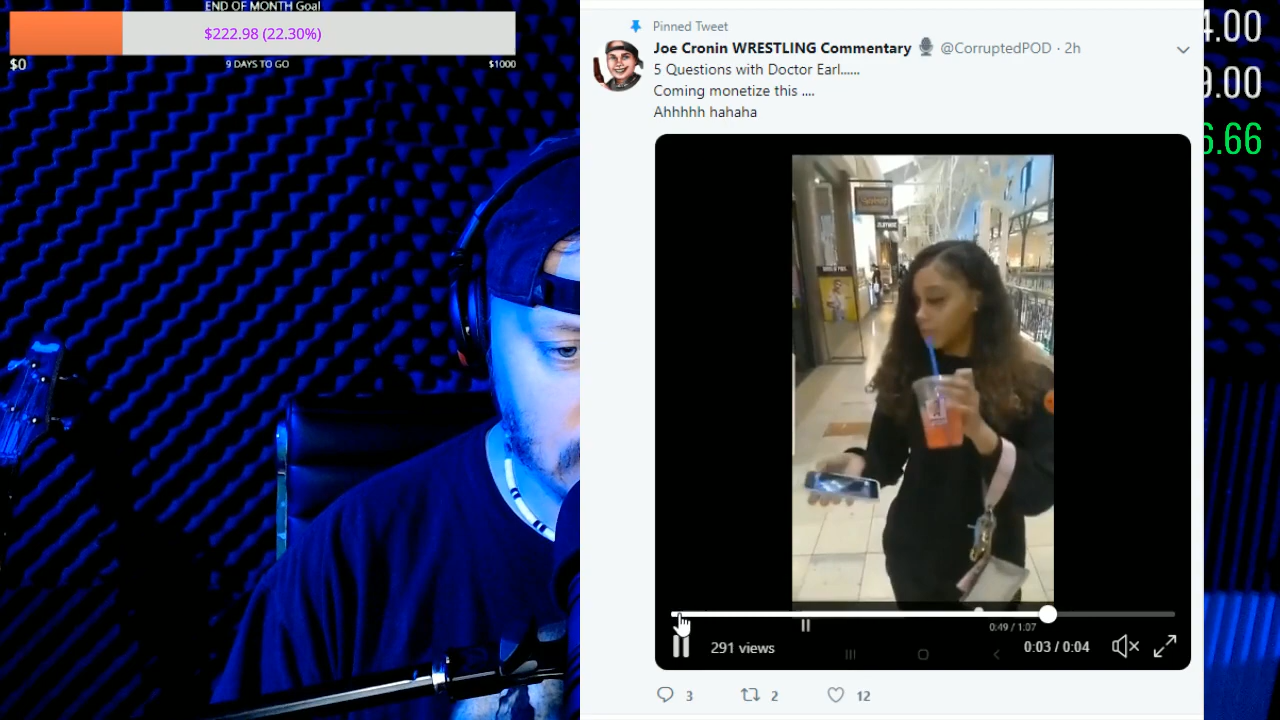 END OF MONTH Goal
$222.98 (22.30%)
$0
9 DAYS TO GO
$1000
Pinned Tweet
Joe Cronin WRESTLING Commentary 🎙 @CorruptedPOD · 2h
5 Questions with Doctor Earl......
Coming monetize this ....
Ahhhhh hahaha
4.00
9.00
6.66
0:49 / 1:07
291 views
0:03 / 0:04
3
2
12